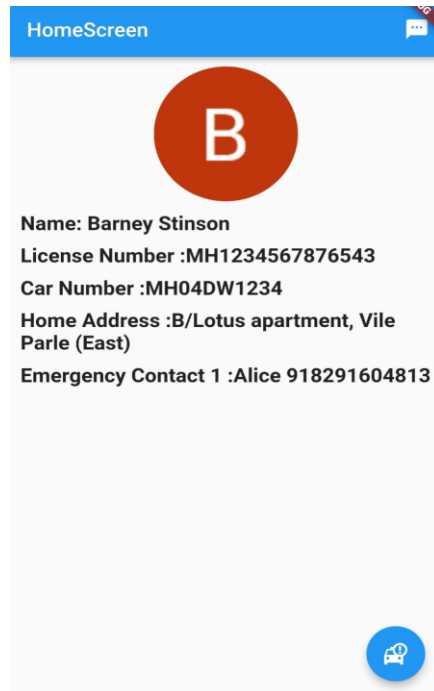 HomeScreen
B
Name: Barney Stinson
License Number :MH1234567876543
Car Number :MH04DW1234
Home Address :B/Lotus apartment, Vile
Parle (East)
Emergency Contact 1 :Alice 918291604813